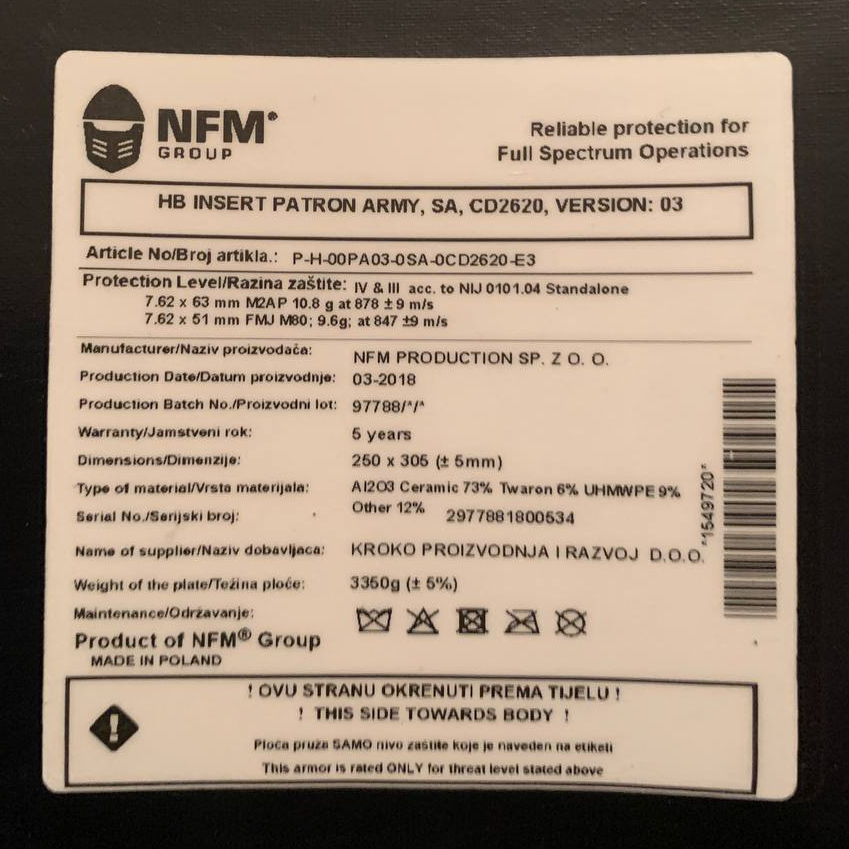 NFM®
GROUP
Reliable protection for
Full Spectrum Operations
HB INSERT PATRON ARMY, SA, CD2620, VERSION: 03
Article No/Broj artikla.: P-H-00PA03-0SA-0CD2620-E3
Protection Level/Razina zaštite: IV & III acc. to NIJ 0101.04 Standalone
7.62 x 63 mm M2AP 10.8 g at 878 ± 9 m/s
7.62 x 51 mm FMJ M80; 9.6g; at 847 ±9 m/s
Manufacturer/Naziv proizvođača: NFM PRODUCTION SP. Z O. O.
Production Date/Datum proizvodnje: 03-2018
Production Batch No./Proizvodni lot: 97788/*/*
Warranty/Jamstveni rok: 5 years
Dimensions/Dimenzije: 250 x 305 (± 5mm)
Type of material/Vrsta materijala: Al2O3 Ceramic 73% Twaron 6% UHMWPE 9%
Other 12%
Serial No./Serijski broj: 2977881800534
Name of supplier/Naziv dobavljaca: KROKO PROIZVODNJA I RAZVOJ D.O.O.
Weight of the plate/Težina ploće: 3350g (± 5%)
Maintenance/Održavanje:
Product of NFM® Group
MADE IN POLAND
*1549720*
! OVU STRANU OKRENUTI PREMA TIJELU !
! THIS SIDE TOWARDS BODY !
Ploća pruža SAMO nivo zaštite koje je naveden na etiketi
This armor is rated ONLY for threat level stated above